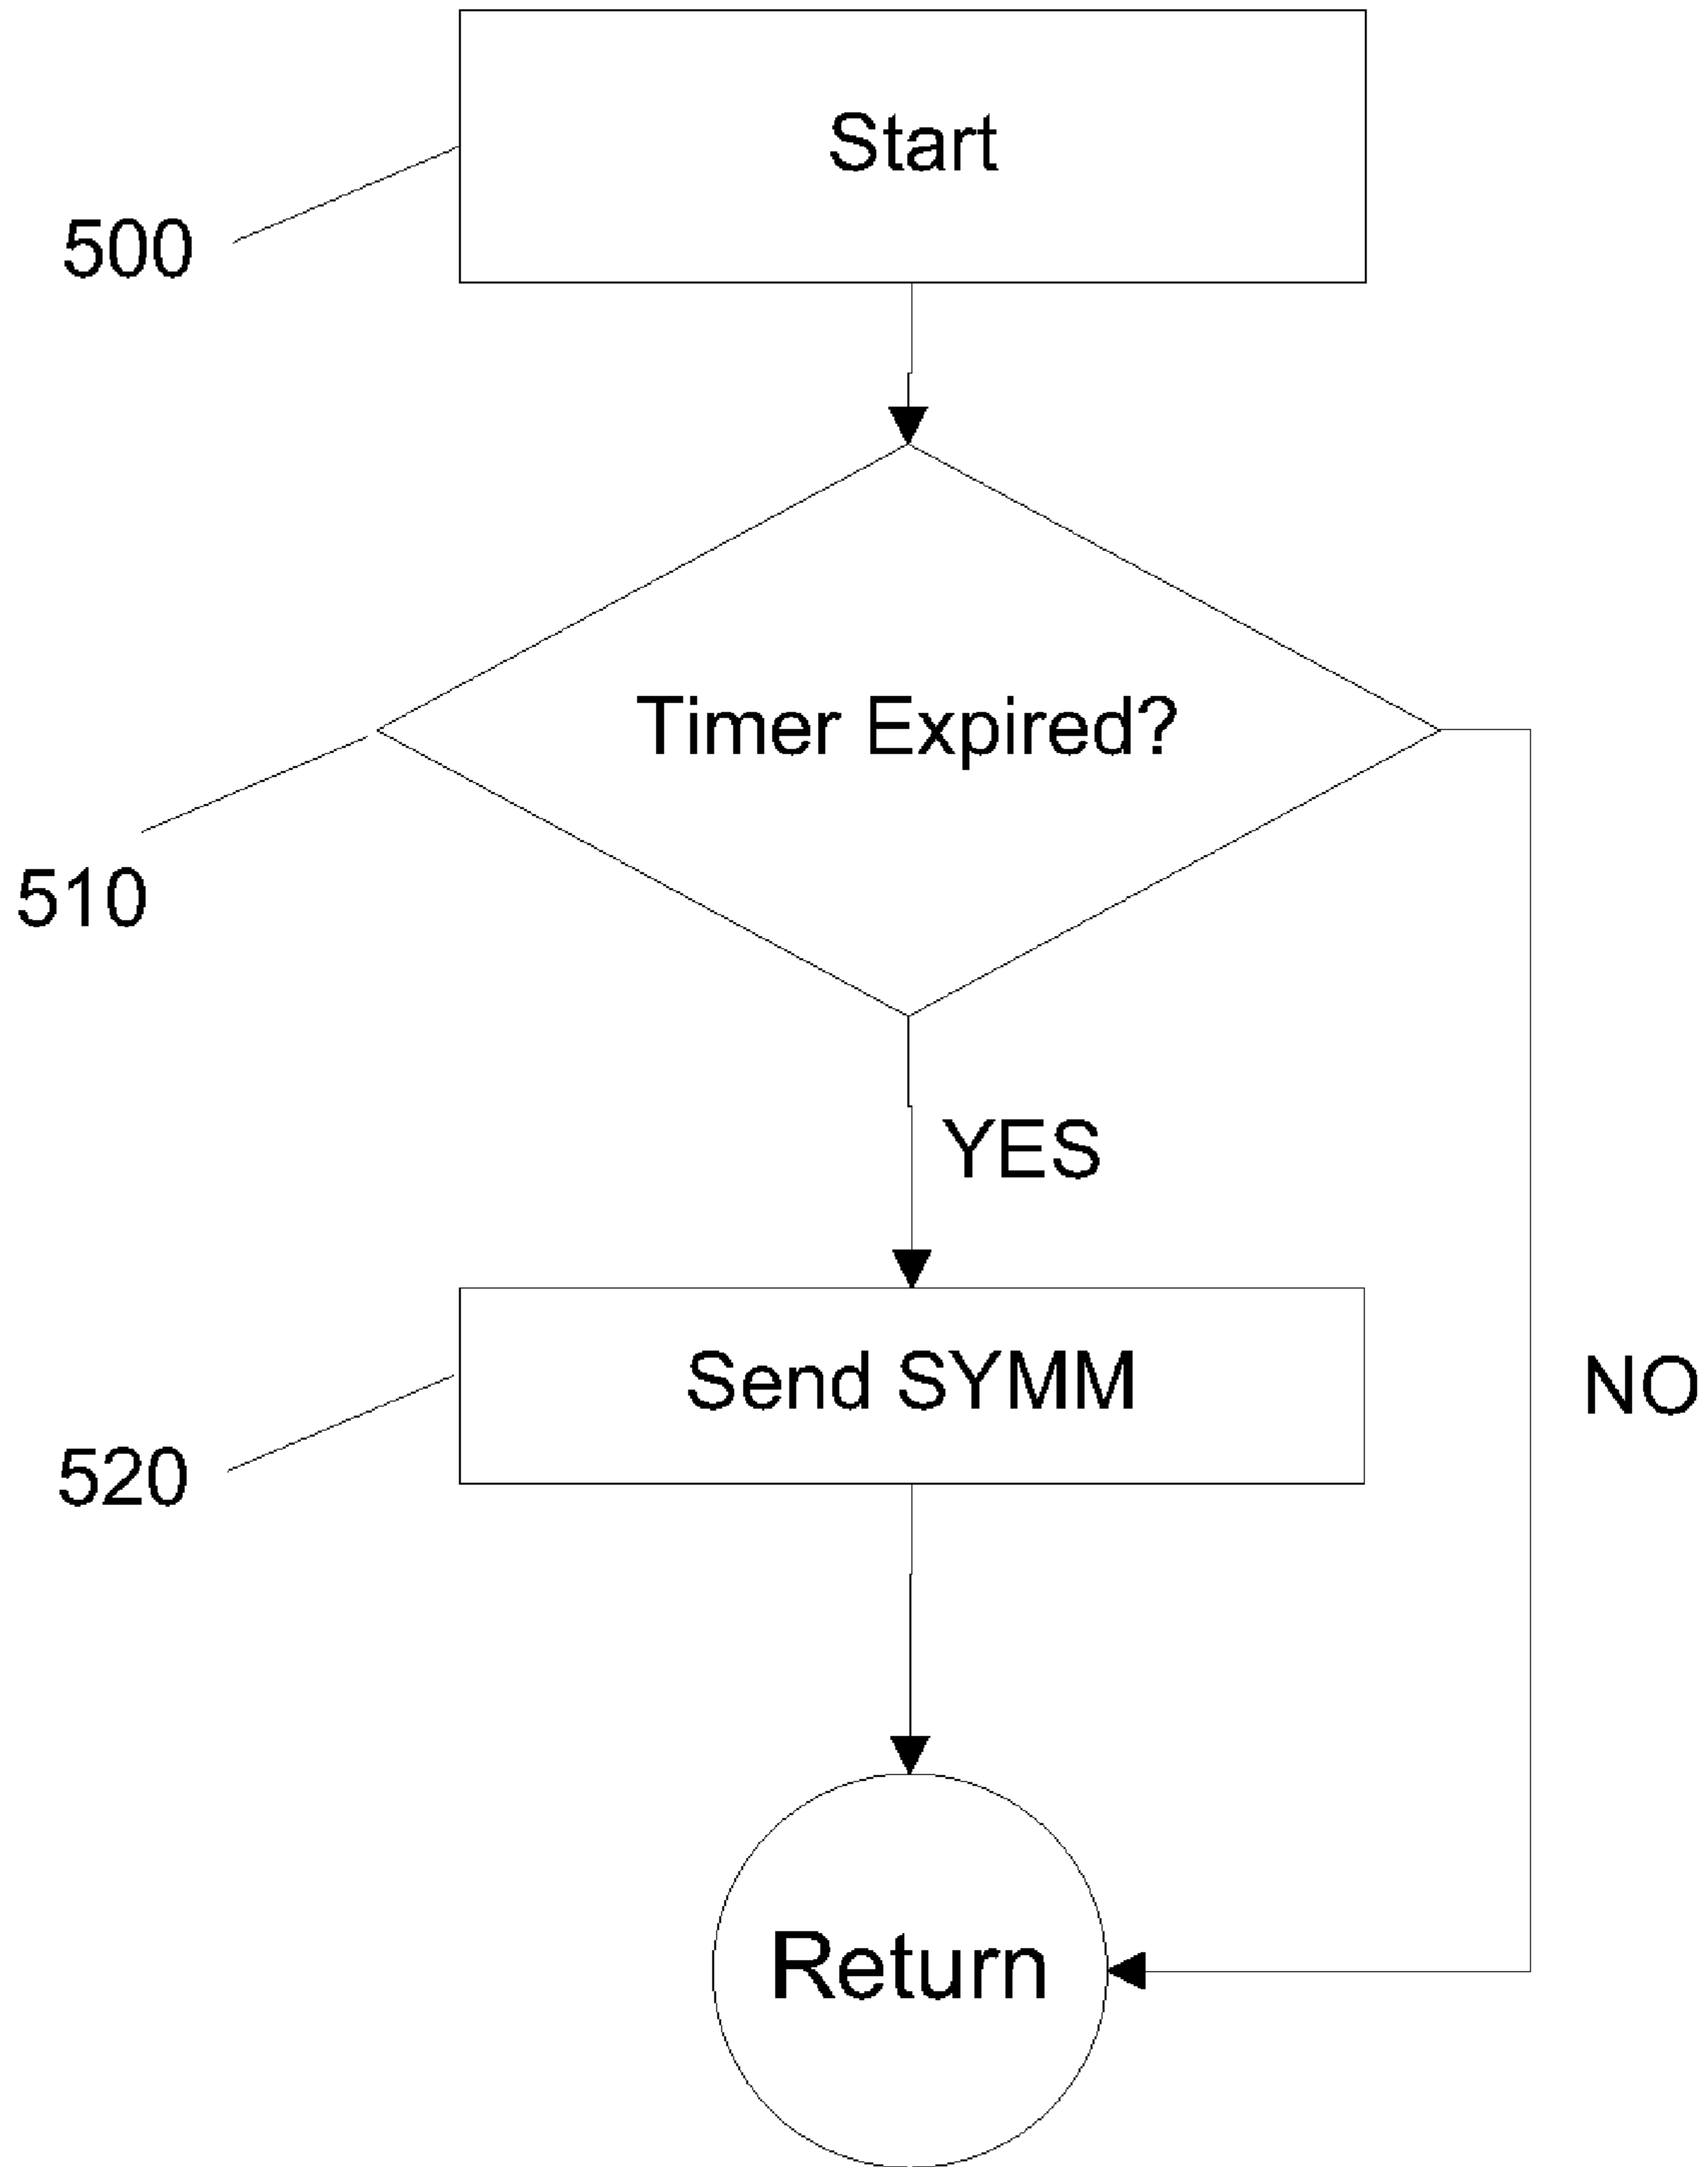 Start
500
Timer Expired?
510
YES
Send SYMM
NO
520
Return